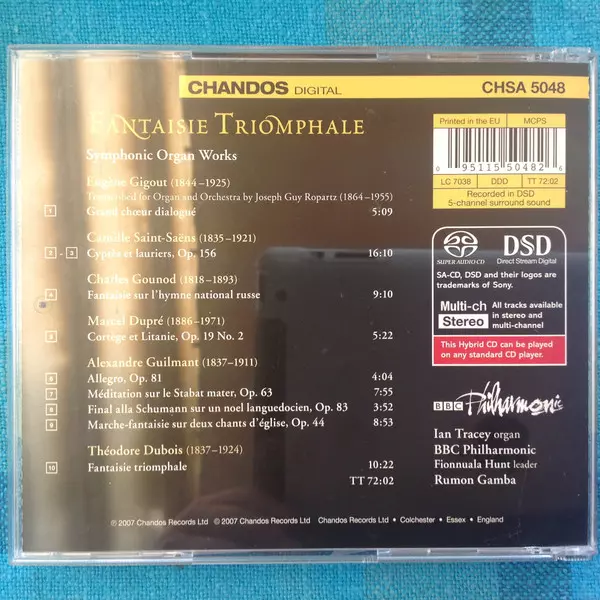 CHANDOS DIGITAL
CHSA 5048
FANTAISIE TRIOMPHALE
Symphonic Organ Works
Eugène Gigout (1844–1925)
Transcribed for Organ and Orchestra by Joseph Guy Ropartz (1864–1955)
1 Grand chœur dialogué 5:09
Camille Saint-Saëns (1835–1921)
2 - 3 Cyprès et lauriers, Op. 156 16:10
Charles Gounod (1818–1893)
4 Fantaisie sur l'hymne national russe 9:10
Marcel Dupré (1886–1971)
5 Cortège et Litanie, Op. 19 No. 2 5:22
Alexandre Guilmant (1837–1911)
6 Allegro, Op. 81 4:04
7 Méditation sur le Stabat mater, Op. 63 7:55
8 Final alla Schumann sur un noel languedocien, Op. 83 3:52
9 Marche-fantaisie sur deux chants d'église, Op. 44 8:53
Théodore Dubois (1837–1924)
10 Fantaisie triomphale 10:22
TT 72:02
Printed in the EU MCPS
0 95115 50482 6
LC 7038 DDD TT 72:02
Recorded in DSD
5-channel surround sound
SUPER AUDIO CD
DSD
Direct Stream Digital
SA-CD, DSD and their logos are
trademarks of Sony.
Multi-ch
Stereo
All tracks available
in stereo and
multi-channel
This Hybrid CD can be played
on any standard CD player.
BBC Philharmonic
Ian Tracey organ
BBC Philharmonic
Fionnuala Hunt leader
Rumon Gamba
℗ 2007 Chandos Records Ltd © 2007 Chandos Records Ltd Chandos Records Ltd • Colchester • Essex • England